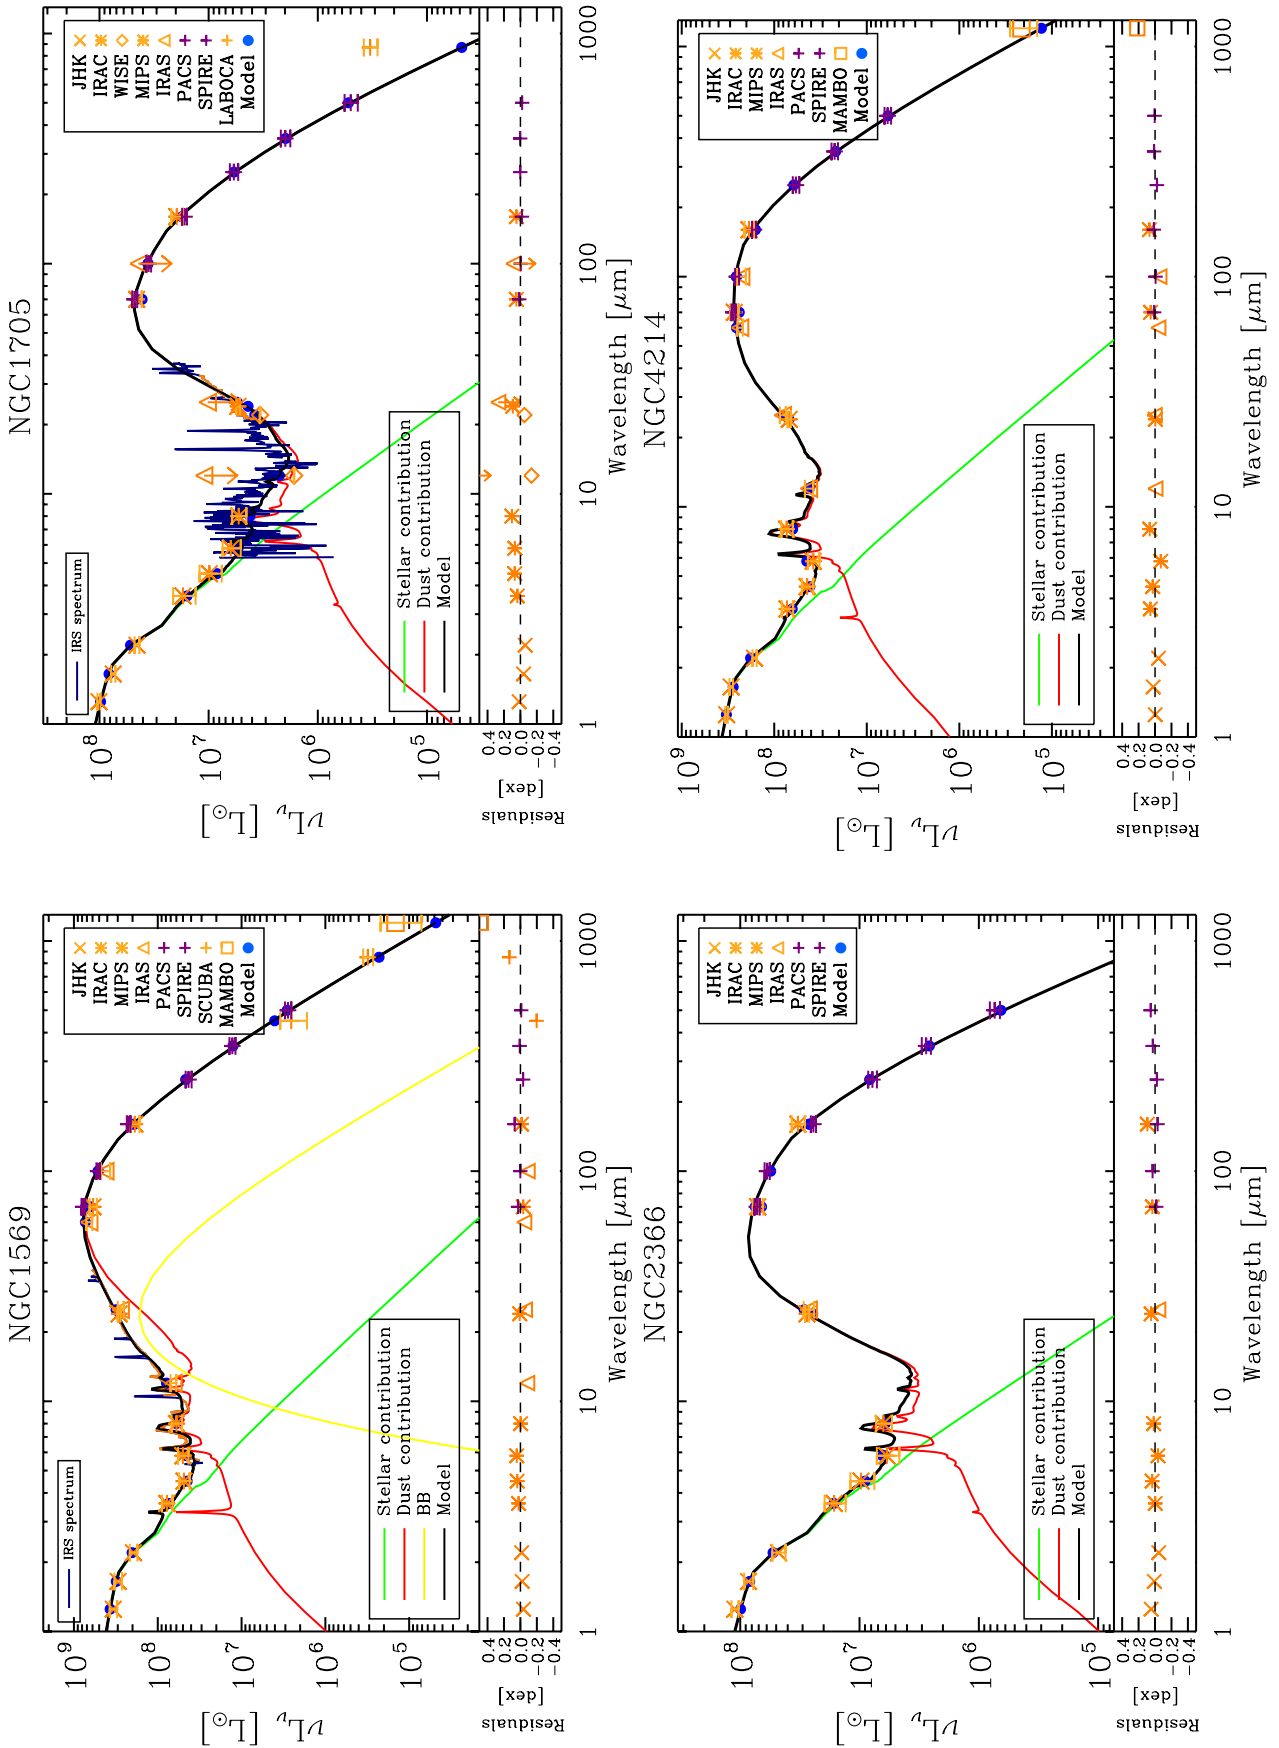 NGC1569
νLν [L⊙]
10⁹
10⁸
10⁷
10⁶
10⁵
IRS spectrum
JHK
IRAC
MIPS
IRAS
PACS
SPIRE
SCUBA
MAMBO
Model
Stellar contribution
Dust contribution
BB
Model
Residuals
[dex]
0.4
0.2
0.0
−0.2
−0.4
1
10
100
1000
Wavelength [μm]
NGC1705
νLν [L⊙]
10⁸
10⁷
10⁶
10⁵
IRS spectrum
JHK
IRAC
WISE
MIPS
IRAS
PACS
SPIRE
LABOCA
Model
Stellar contribution
Dust contribution
Model
Residuals
[dex]
0.4
0.2
0.0
−0.2
−0.4
1
10
100
1000
Wavelength [μm]
NGC2366
νLν [L⊙]
10⁸
10⁷
10⁶
10⁵
JHK
IRAC
MIPS
IRAS
PACS
SPIRE
Model
Stellar contribution
Dust contribution
Model
Residuals
[dex]
0.4
0.2
0.0
−0.2
−0.4
1
10
100
1000
Wavelength [μm]
NGC4214
νLν [L⊙]
10⁹
10⁸
10⁷
10⁶
10⁵
JHK
IRAC
MIPS
IRAS
PACS
SPIRE
MAMBO
Model
Stellar contribution
Dust contribution
Model
Residuals
[dex]
0.4
0.2
0.0
−0.2
−0.4
1
10
100
1000
Wavelength [μm]